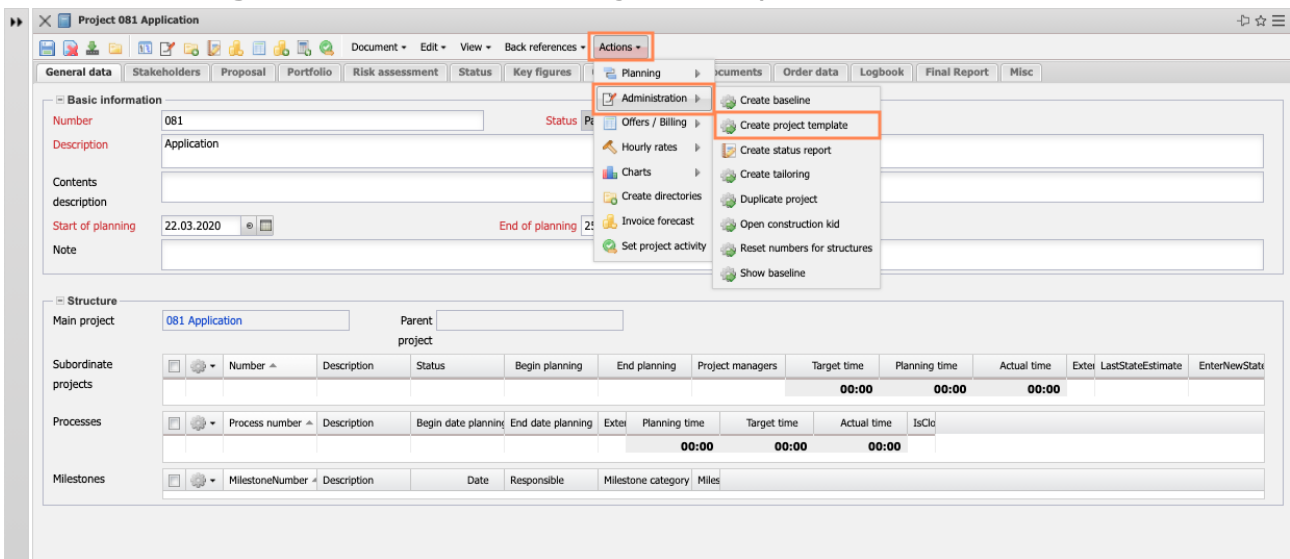 Project 081 Application
Document Edit View Back references Actions
General data Stakeholders Proposal Portfolio Risk assessment Status Key figures Order data Logbook Final Report Misc
Planning
Basic information
Administration
Create baseline
Number 081 Status
Offers / Billing
Create project template
Description Application
Hourly rates
Create status report
Charts
Create tailoring
Contents
description
Create directories
Duplicate project
Start of planning 22.03.2020 End of planning
Invoice forecast
Open construction kid
Note
Set project activity
Reset numbers for structures
Show baseline
Structure
Main project 081 Application Parent
project
Subordinate
projects
Number Description Status Begin planning End planning Project managers Target time Planning time Actual time LastStateEstimate
00:00 00:00 00:00
Processes Process number Description Begin date planning End date planning Planning time Target time Actual time
00:00 00:00 00:00
Milestones MilestoneNumber Description Date Responsible Milestone category